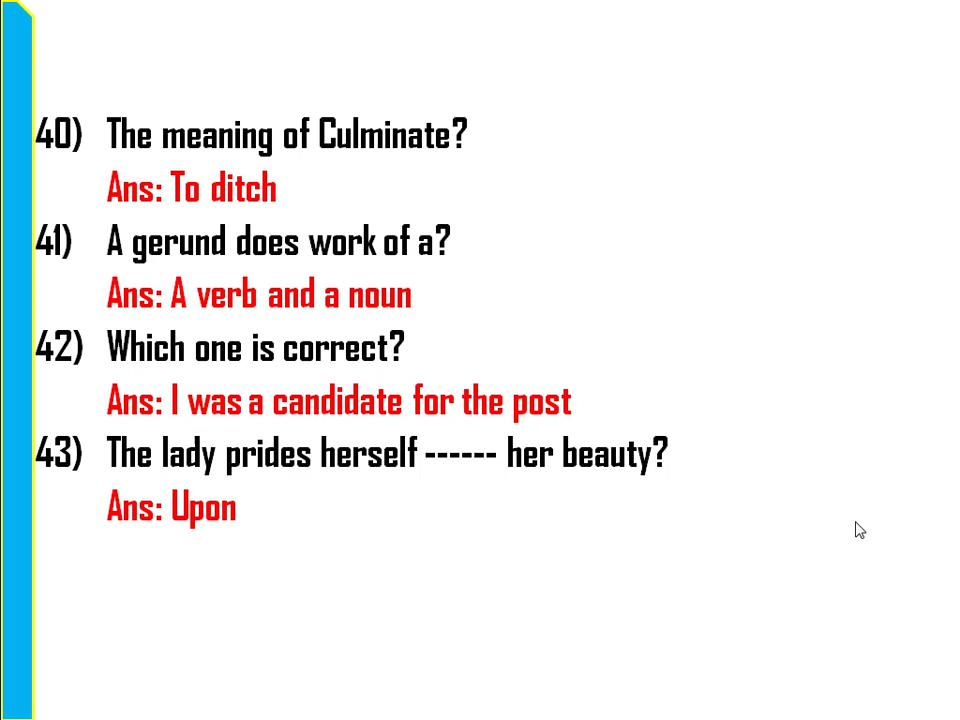 40) The meaning of Culminate?
Ans: To ditch
41) A gerund does work of a?
Ans: A verb and a noun
42) Which one is correct?
Ans: I was a candidate for the post
43) The lady prides herself ------ her beauty?
Ans: Upon